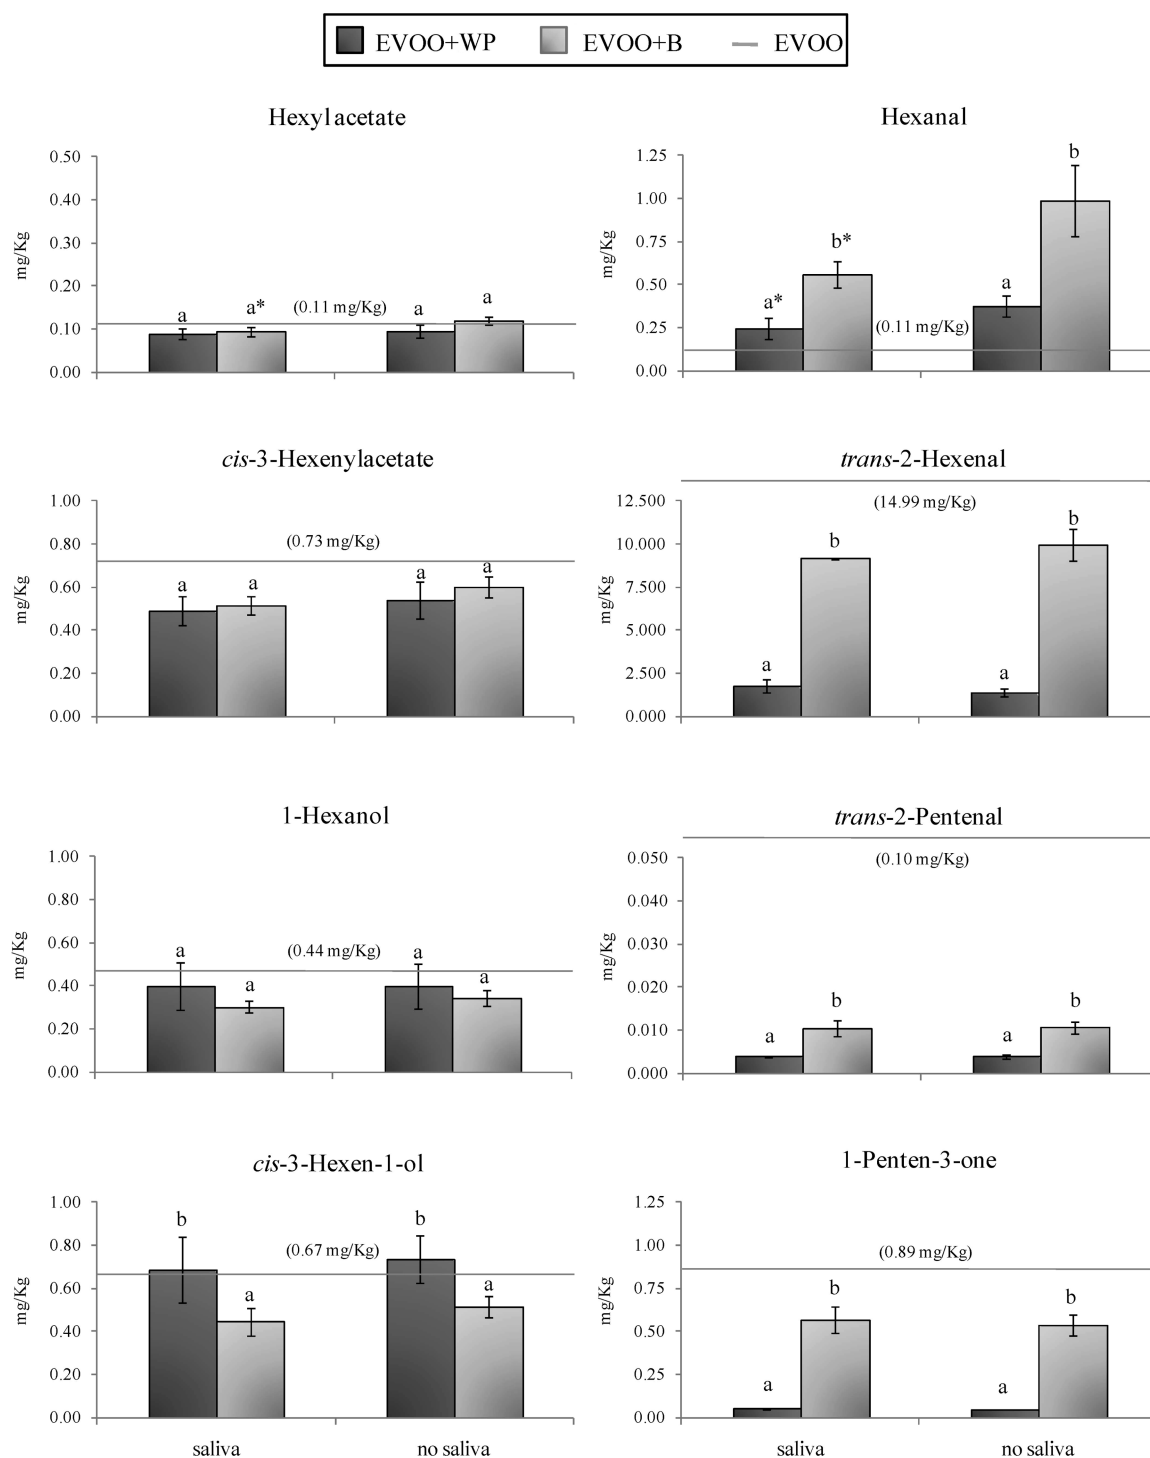 EVOO+WP EVOO+B EVOO
Hexylacetate
0.50
0.40
0.30
0.20
0.10
0.00
mg/Kg
a
a*
(0.11 mg/Kg)
a
a
Hexanal
1.25
1.00
0.75
0.50
0.25
0.00
mg/Kg
a*
b*
(0.11 mg/Kg)
a
b
cis-3-Hexenylacetate
1.00
0.80
0.60
0.40
0.20
0.00
mg/Kg
a
a
(0.73 mg/Kg)
a
a
trans-2-Hexenal
12.500
10.000
7.500
5.000
2.500
0.000
mg/Kg
a
b
(14.99 mg/Kg)
a
b
1-Hexanol
1.00
0.80
0.60
0.40
0.20
0.00
mg/Kg
a
a
(0.44 mg/Kg)
a
a
trans-2-Pentenal
0.050
0.040
0.030
0.020
0.010
0.000
mg/Kg
a
b
(0.10 mg/Kg)
a
b
cis-3-Hexen-1-ol
1.00
0.80
0.60
0.40
0.20
0.00
mg/Kg
b
a
(0.67 mg/Kg)
b
a
saliva no saliva
1-Penten-3-one
1.25
1.00
0.75
0.50
0.25
0.00
mg/Kg
a
b
(0.89 mg/Kg)
a
b
saliva no saliva